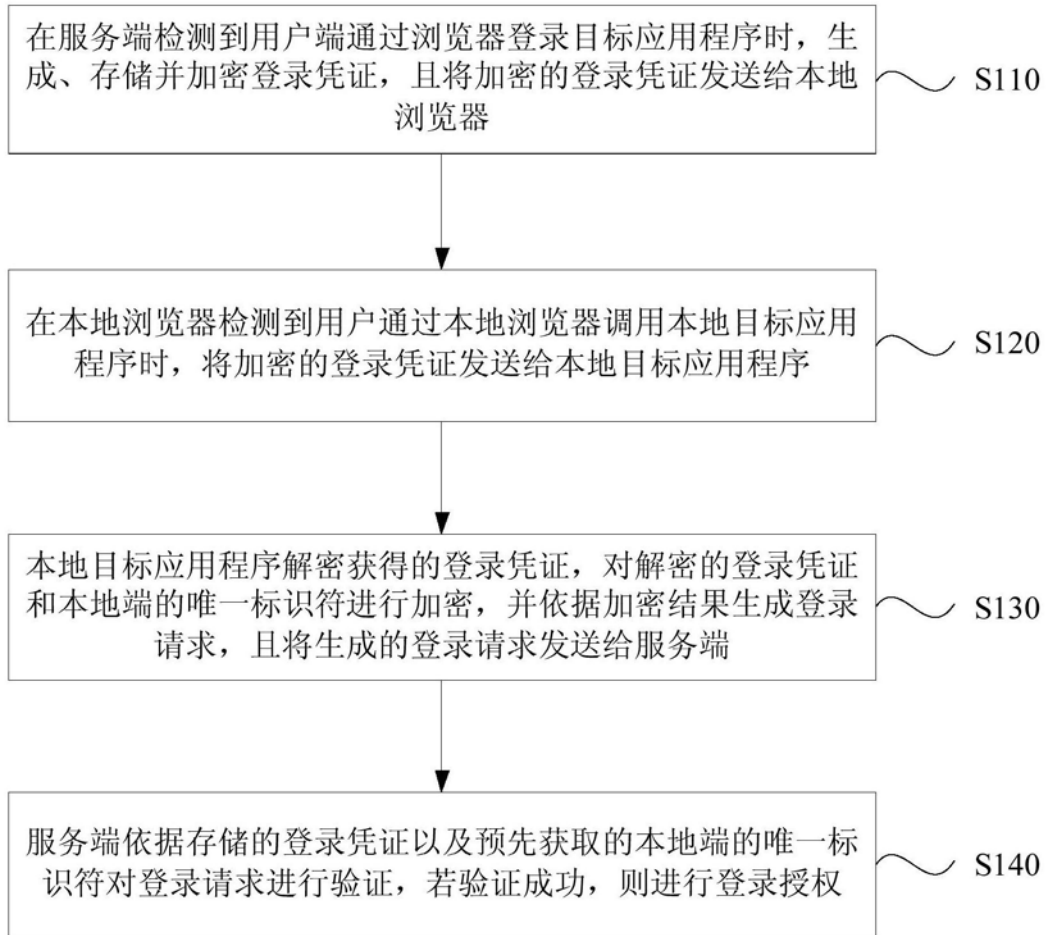 在服务端检测到用户端通过浏览器登录目标应用程序时，生
成、存储并加密登录凭证，且将加密的登录凭证发送给本地
浏览器
S110
在本地浏览器检测到用户通过本地浏览器调用本地目标应用
程序时，将加密的登录凭证发送给本地目标应用程序
S120
本地目标应用程序解密获得的登录凭证，对解密的登录凭证
和本地端的唯一标识符进行加密，并依据加密结果生成登录
请求，且将生成的登录请求发送给服务端
S130
服务端依据存储的登录凭证以及预先获取的本地端的唯一标
识符对登录请求进行验证，若验证成功，则进行登录授权
S140